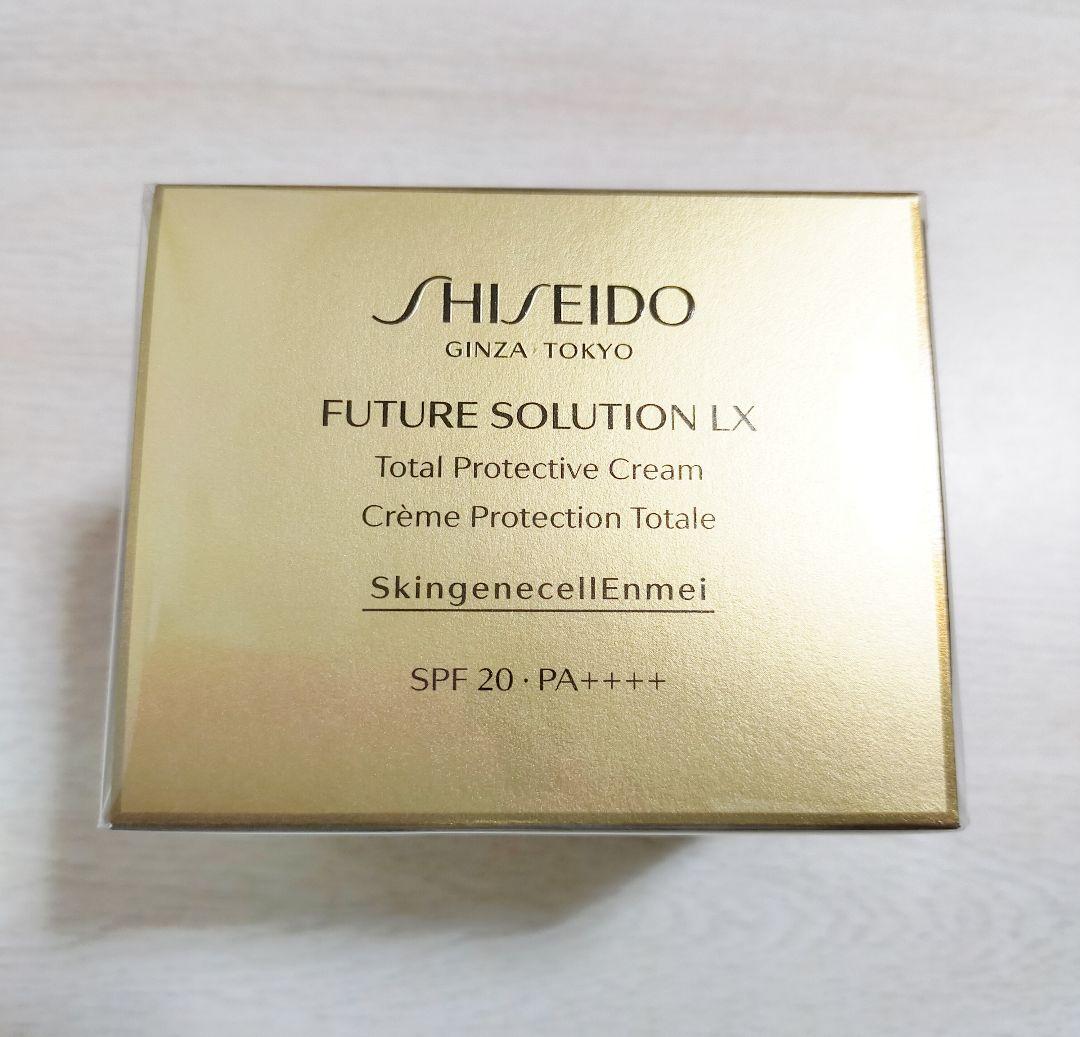 SHISEIDO
GINZA TOKYO
FUTURE SOLUTION LX
Total Protective Cream
Crème Protection Totale
SkingenecellEnmei
SPF 20 · PA++++